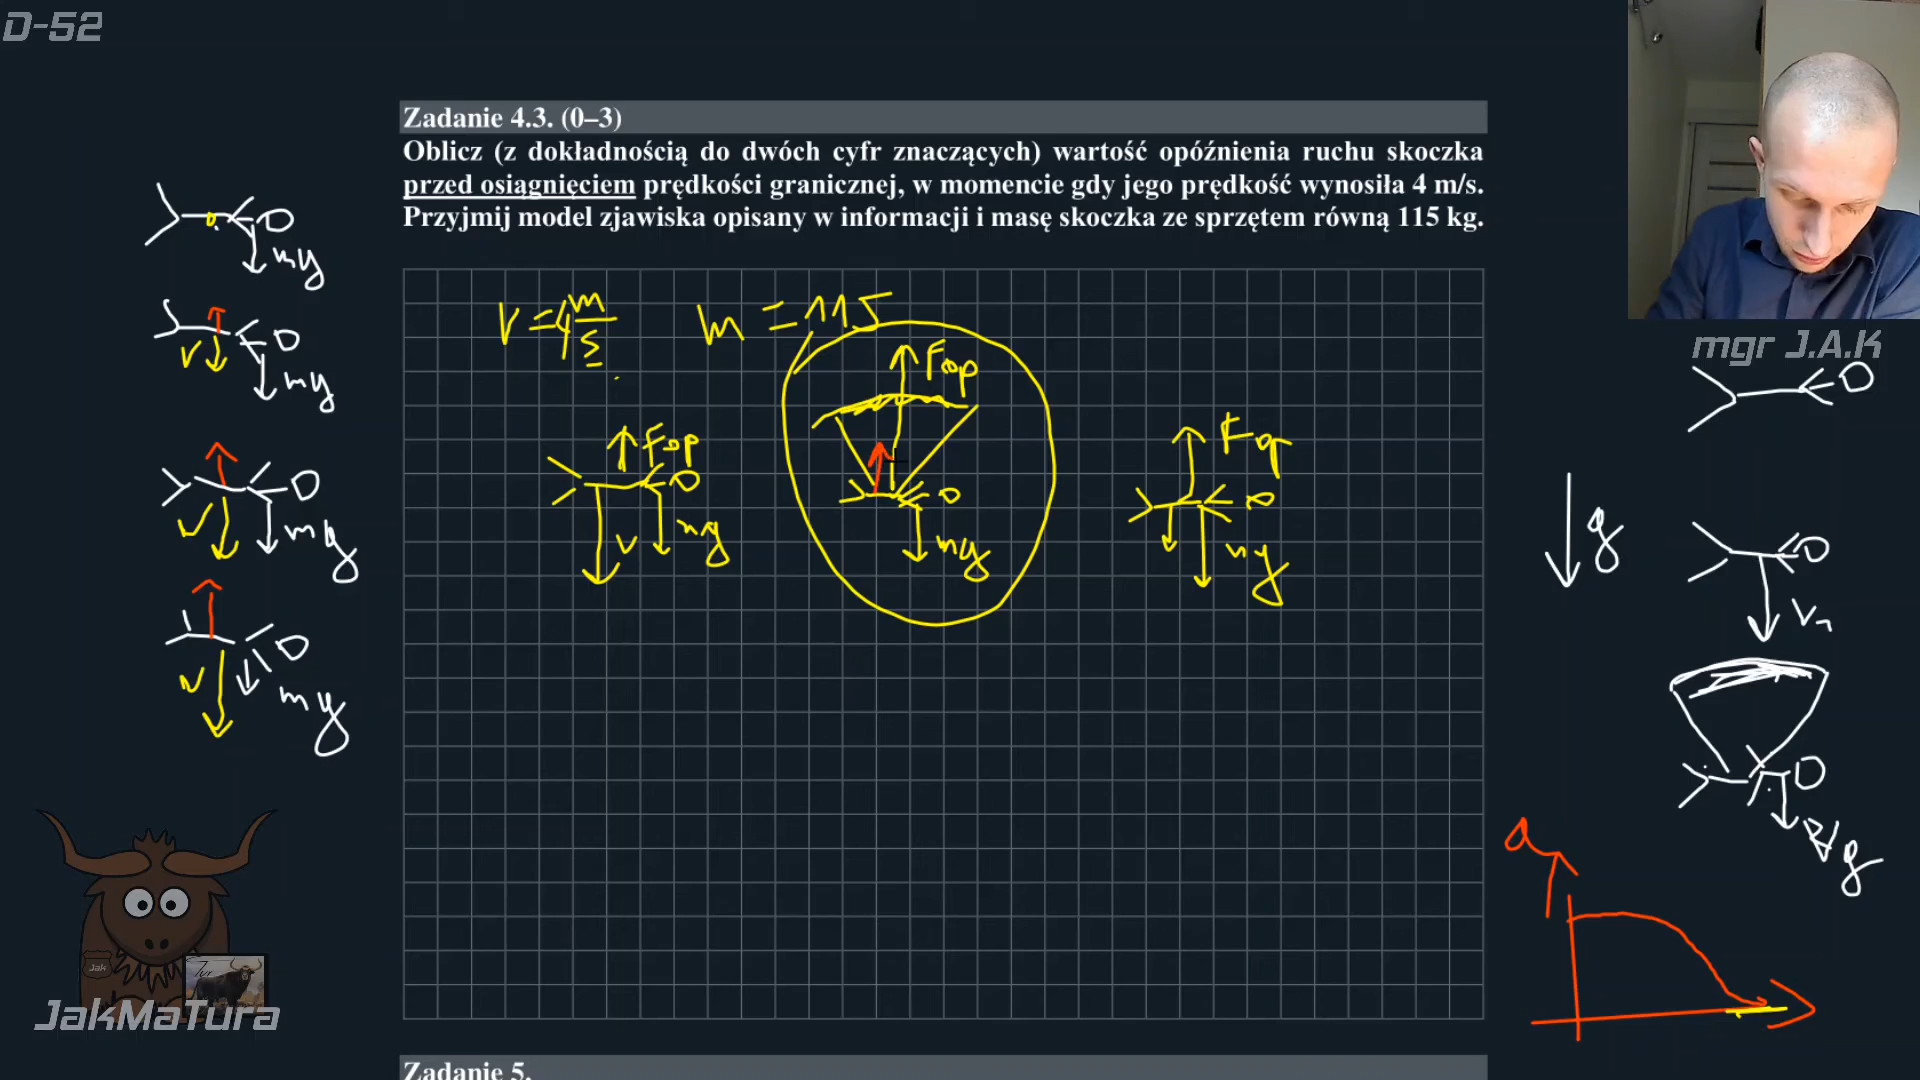 D-52
Zadanie 4.3. (0–3)
Oblicz (z dokładnością do dwóch cyfr znaczących) wartość opóźnienia ruchu skoczka
przed osiągnięciem prędkości granicznej, w momencie gdy jego prędkość wynosiła 4 m/s.
Przyjmij model zjawiska opisany w informacji i masę skoczka ze sprzętem równą 115 kg.
mg
V
mg
V
mg
V
mg
V = 4 m/s
m = 115
Fop
V
mg
Fop
mg
Fop
mg
mgr J.A.K
g
V1
g
a
Jak
Tur
JakMaTura
Zadanie 5.